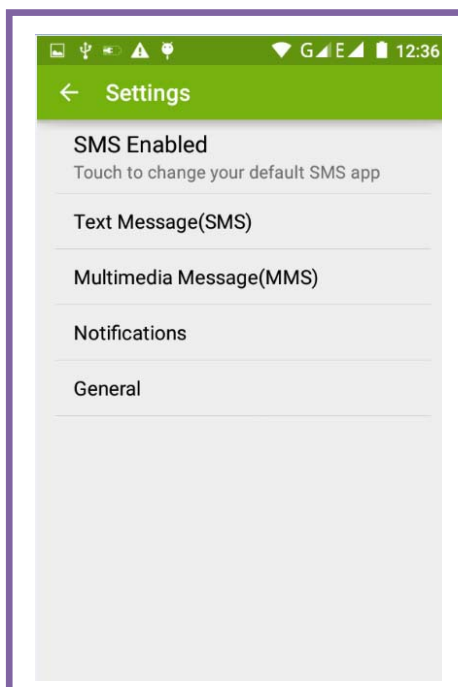 G E 12:36
Settings
SMS Enabled
Touch to change your default SMS app
Text Message(SMS)
Multimedia Message(MMS)
Notifications
General